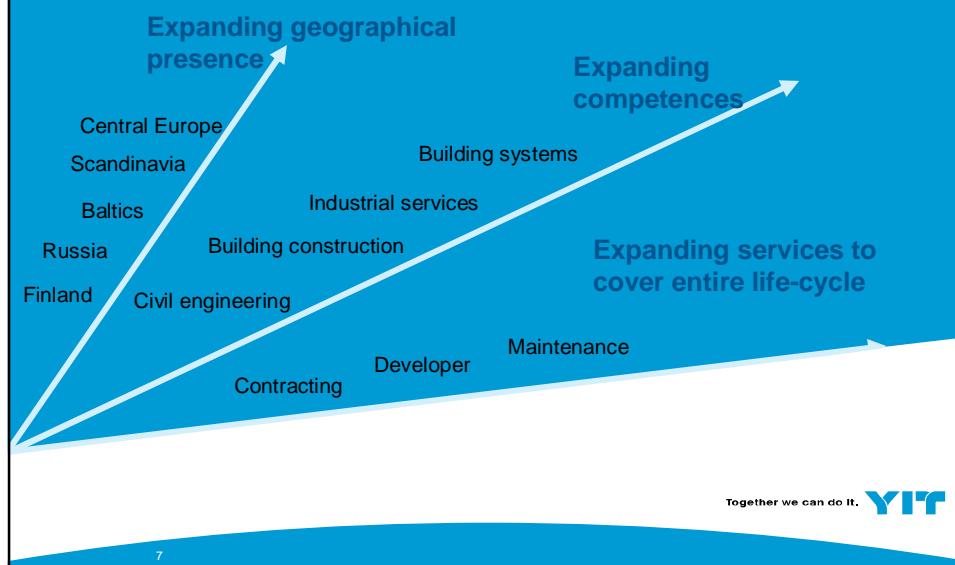 Expanding geographical
presence
Expanding
competences
Central Europe
Building systems
Scandinavia
Industrial services
Baltics
Building construction
Russia
Expanding services to
cover entire life-cycle
Finland
Civil engineering
Maintenance
Developer
Contracting
Together we can do it.
YIT
7